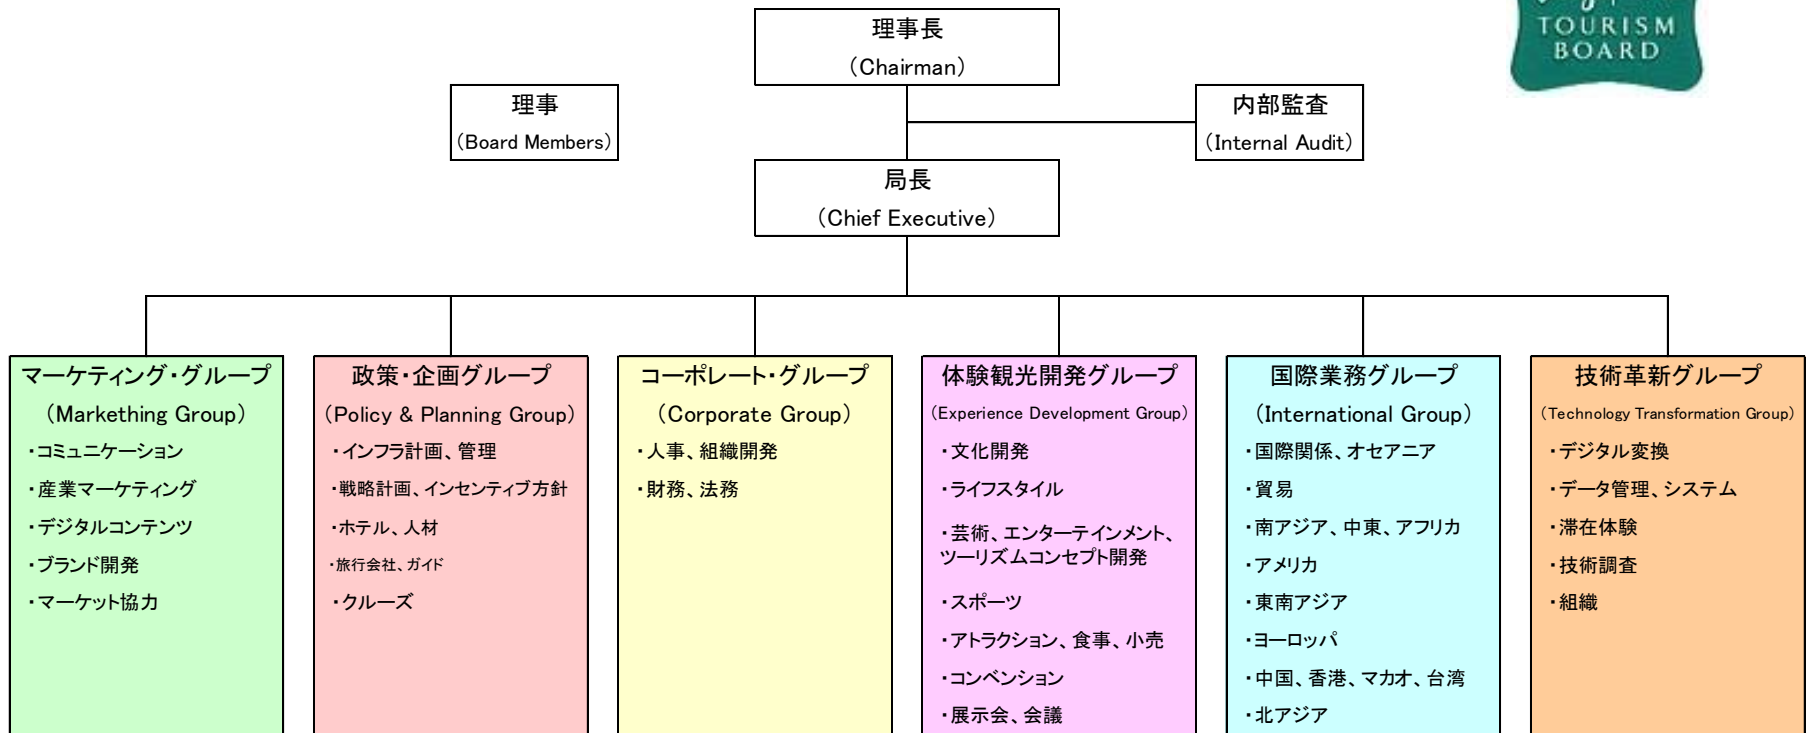 理事長
(Chairman)
TOURISM
BOARD
理事
(Board Members)
内部監査
(Internal Audit)
局長
(Chief Executive)
マーケティング・グループ
(Markething Group)
・コミュニケーション
・産業マーケティング
・デジタルコンテンツ
・ブランド開発
・マーケット協力
政策・企画グループ
(Policy & Planning Group)
・インフラ計画、管理
・戦略計画、インセンティブ方針
・ホテル、人材
・旅行会社、ガイド
・クルーズ
コーポレート・グループ
(Corporate Group)
・人事、組織開発
・財務、法務
体験観光開発グループ
(Experience Development Group)
・文化開発
・ライフスタイル
・芸術、エンターテインメント、
ツーリズムコンセプト開発
・スポーツ
・アトラクション、食事、小売
・コンベンション
・展示会、会議
国際業務グループ
(International Group)
・国際関係、オセアニア
・貿易
・南アジア、中東、アフリカ
・アメリカ
・東南アジア
・ヨーロッパ
・中国、香港、マカオ、台湾
・北アジア
技術革新グループ
(Technology Transformation Group)
・デジタル変換
・データ管理、システム
・滞在体験
・技術調査
・組織